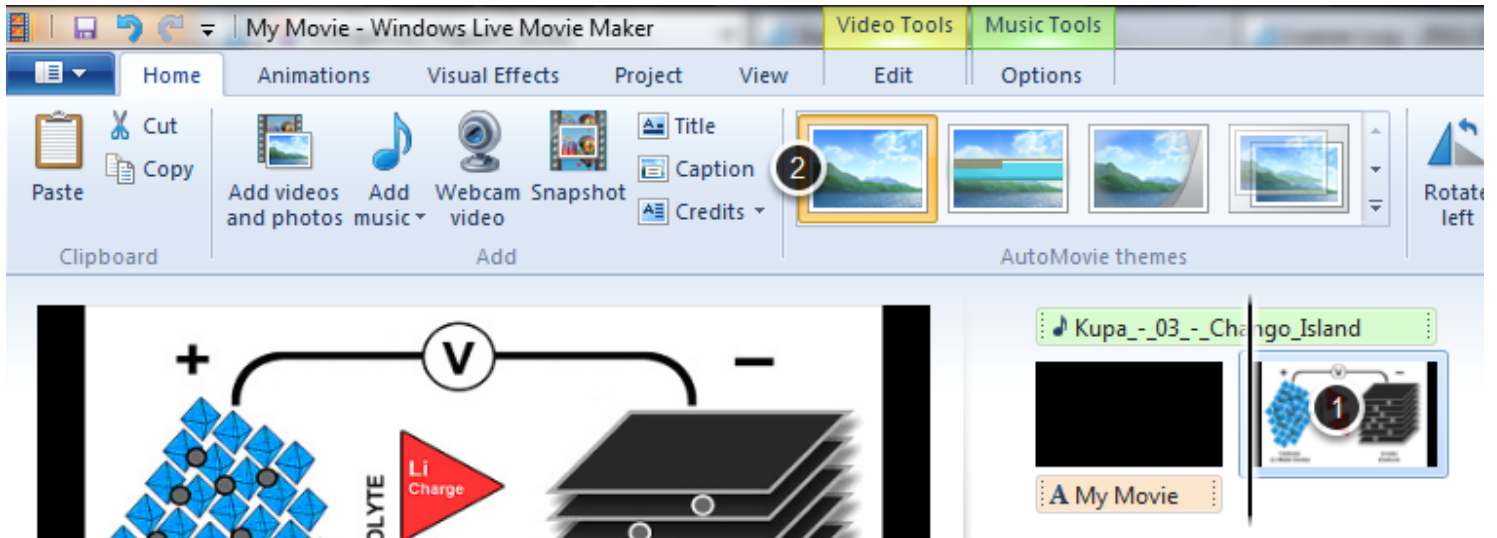 My Movie - Windows Live Movie Maker
Video Tools
Music Tools
Home
Animations
Visual Effects
Project
View
Edit
Options
Paste
Cut
Copy
Clipboard
Add videos
and photos
Add
music
Webcam
video
Snapshot
Title
Caption
Credits
Add
2
AutoMovie themes
Rotate
left
+
V
−
Li
Charge
OLYTE
Kupa_-_03_-_Chango_Island
+
−
1
A My Movie